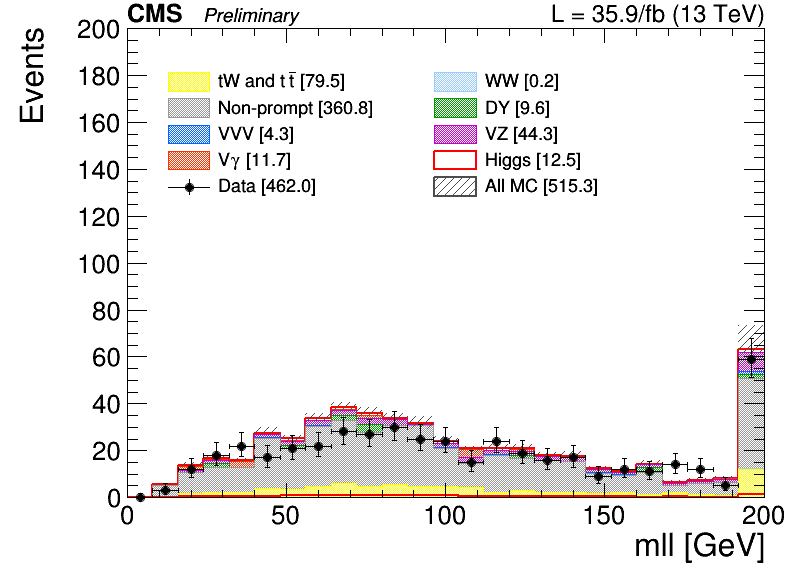 CMS Preliminary L = 35.9/fb (13 TeV)
Events
200
180
160
140
120
100
80
60
40
20
0
tW and tt̅ [79.5]
Non-prompt [360.8]
VVV [4.3]
Vγ [11.7]
Data [462.0]
WW [0.2]
DY [9.6]
VZ [44.3]
Higgs [12.5]
All MC [515.3]
0 50 100 150 200
mll [GeV]